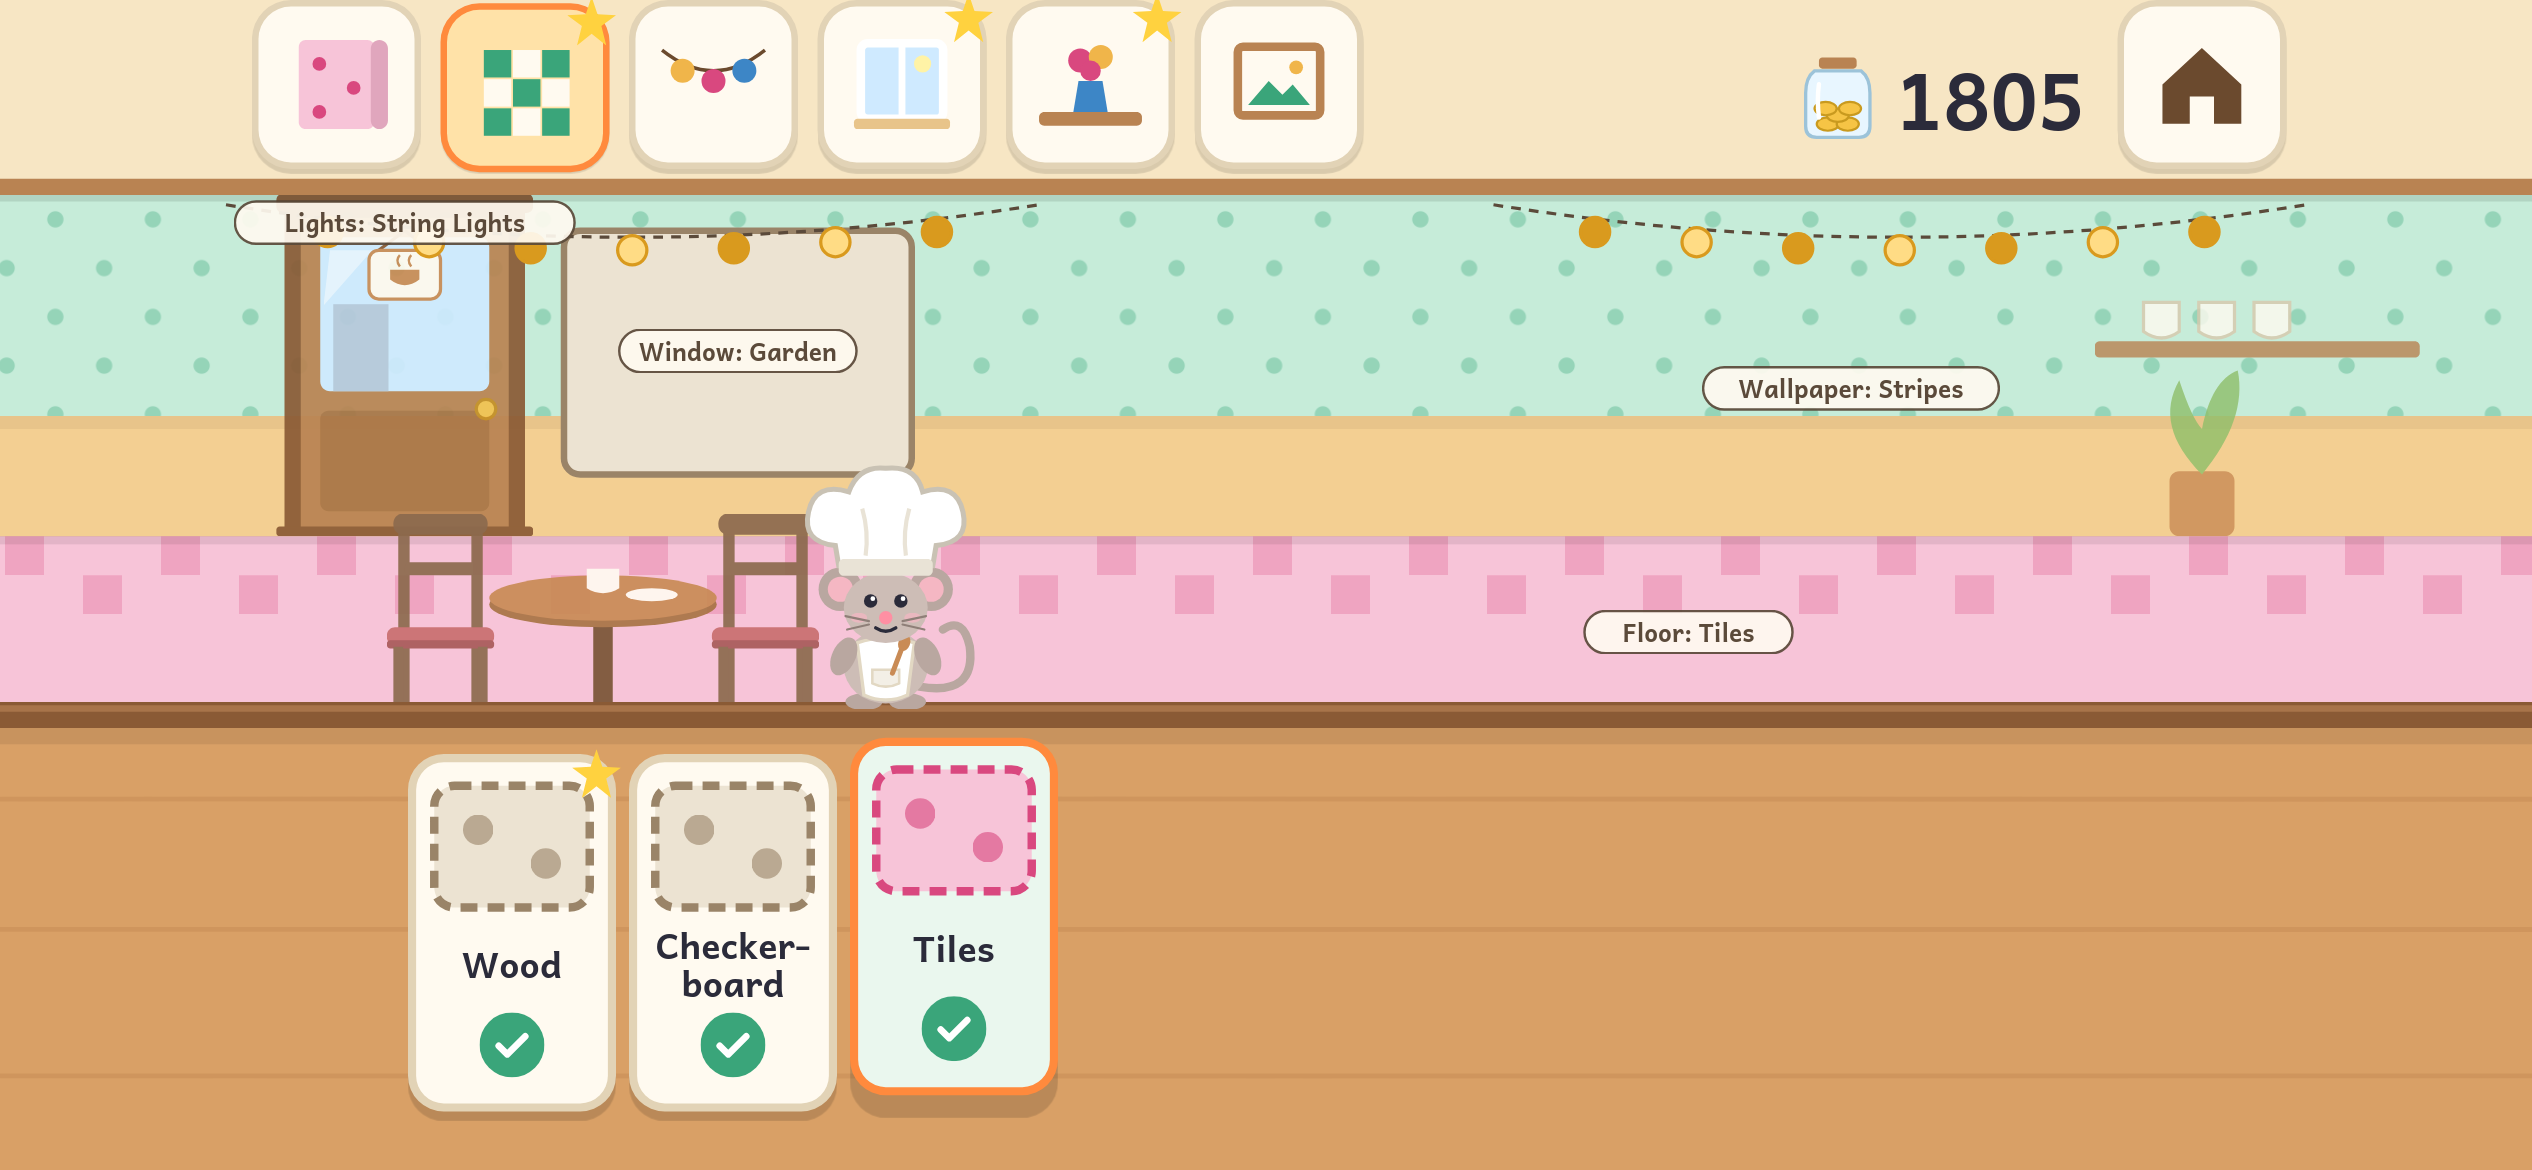 1805
Lights: String Lights
Window: Garden
Wallpaper: Stripes
Floor: Tiles
Wood
Checker-
board
Tiles